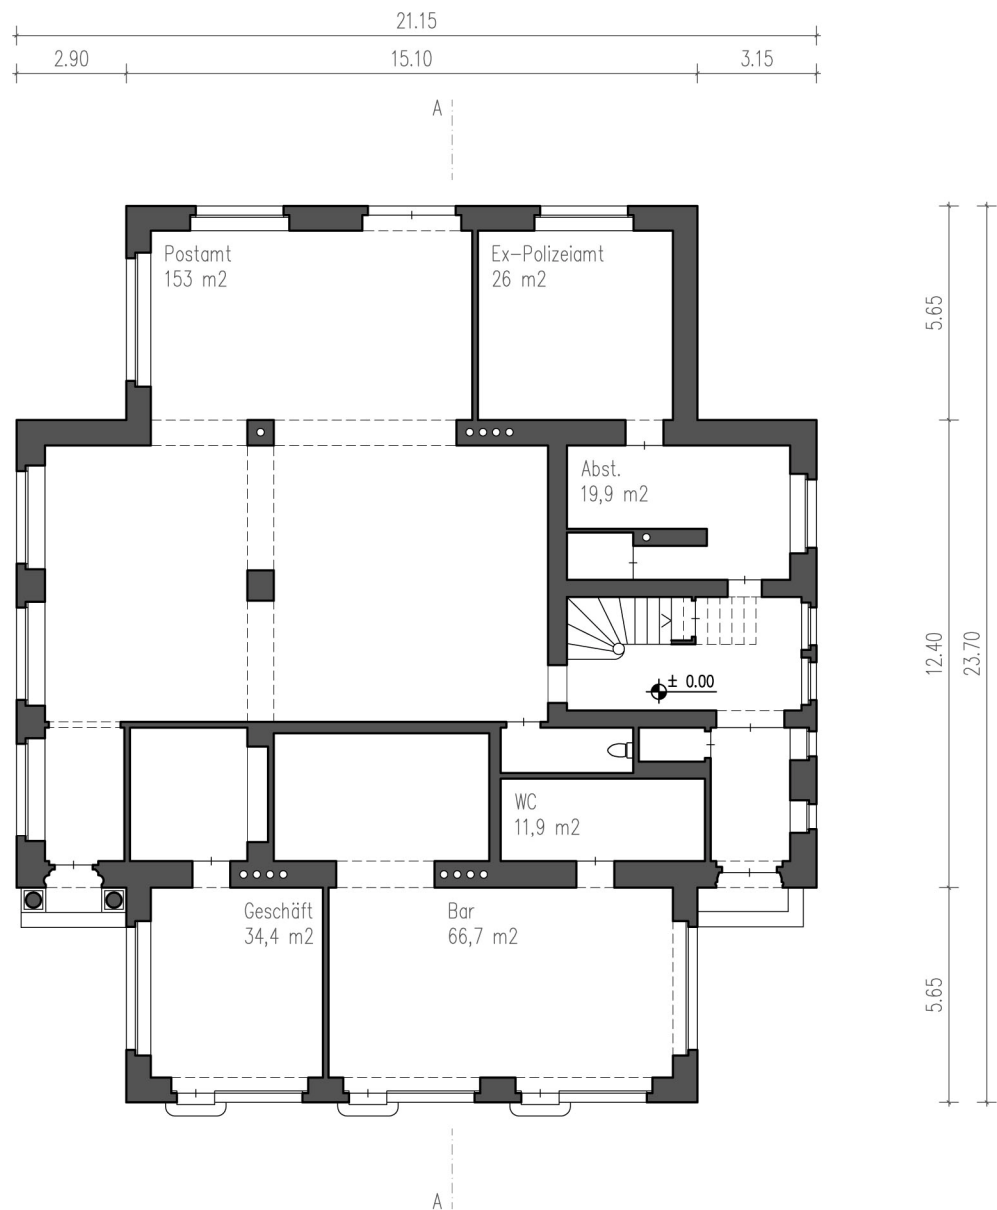 21.15
2.90 15.10 3.15
A
Postamt
153 m2
Ex-Polizeiamt
26 m2
5.65
Abst.
19,9 m2
± 0.00
12.40
23.70
WC
11,9 m2
Geschäft
34,4 m2
Bar
66,7 m2
5.65
A